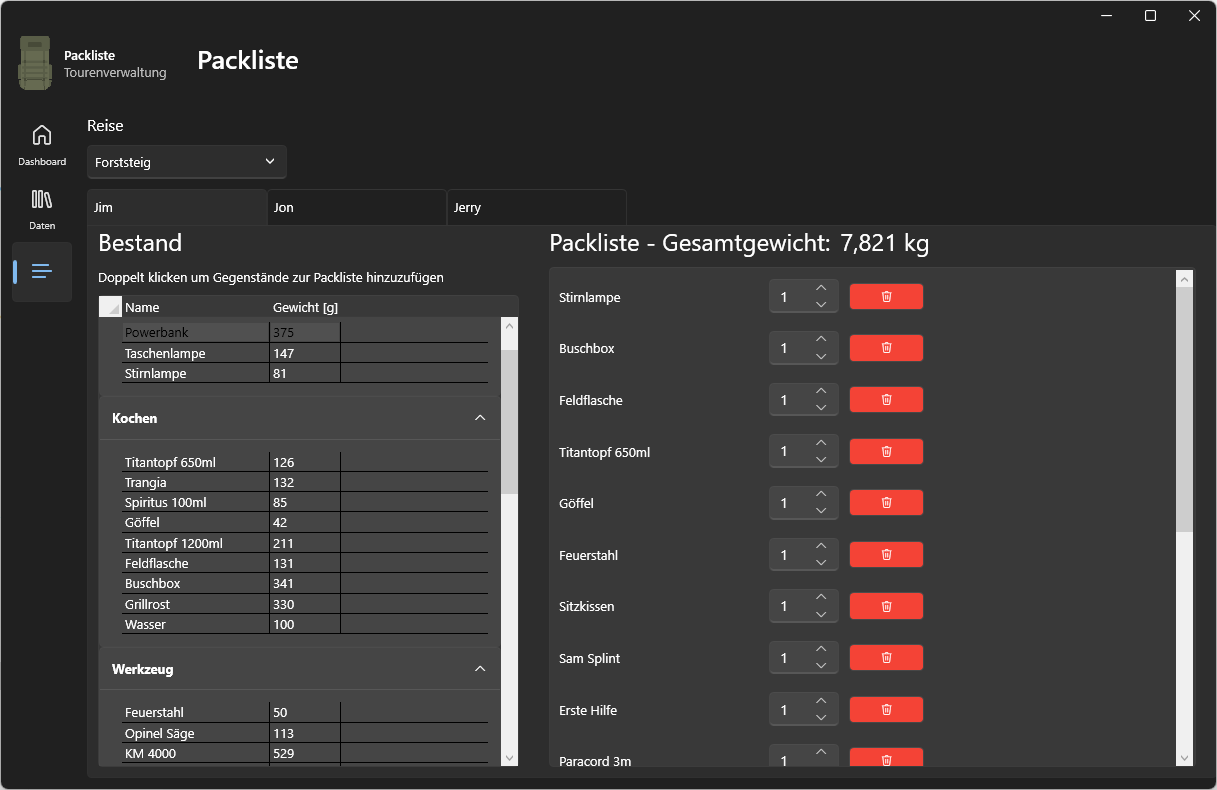 Packliste
Tourenverwaltung
Packliste
Dashboard
Daten
Reise
Forststeig
Jim Jon Jerry
Bestand
Doppelt klicken um Gegenstände zur Packliste hinzuzufügen
Name Gewicht [g]
Powerbank 375
Taschenlampe 147
Stirnlampe 81
Kochen
Titantopf 650ml 126
Trangia 132
Spiritus 100ml 85
Göffel 42
Titantopf 1200ml 211
Feldflasche 131
Buschbox 341
Grillrost 330
Wasser 100
Werkzeug
Feuerstahl 50
Opinel Säge 113
KM 4000 529
Packliste - Gesamtgewicht: 7,821 kg
Stirnlampe 1
Buschbox 1
Feldflasche 1
Titantopf 650ml 1
Göffel 1
Feuerstahl 1
Sitzkissen 1
Sam Splint 1
Erste Hilfe 1
Paracord 3m 1